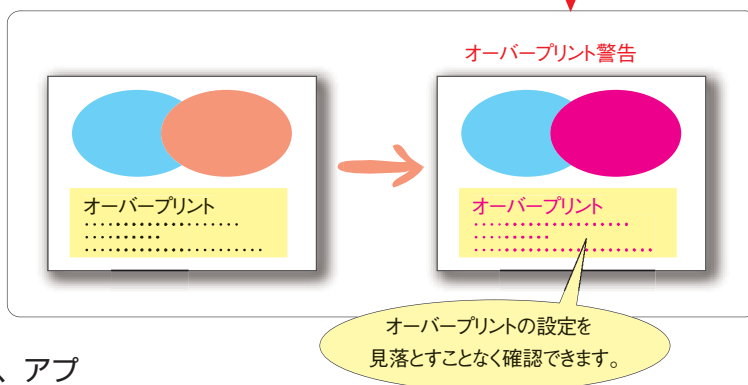 オーバープリント警告
オーバープリント
オーバープリント
オーバープリントの設定を
見落とすことなく確認できます。
、アプ